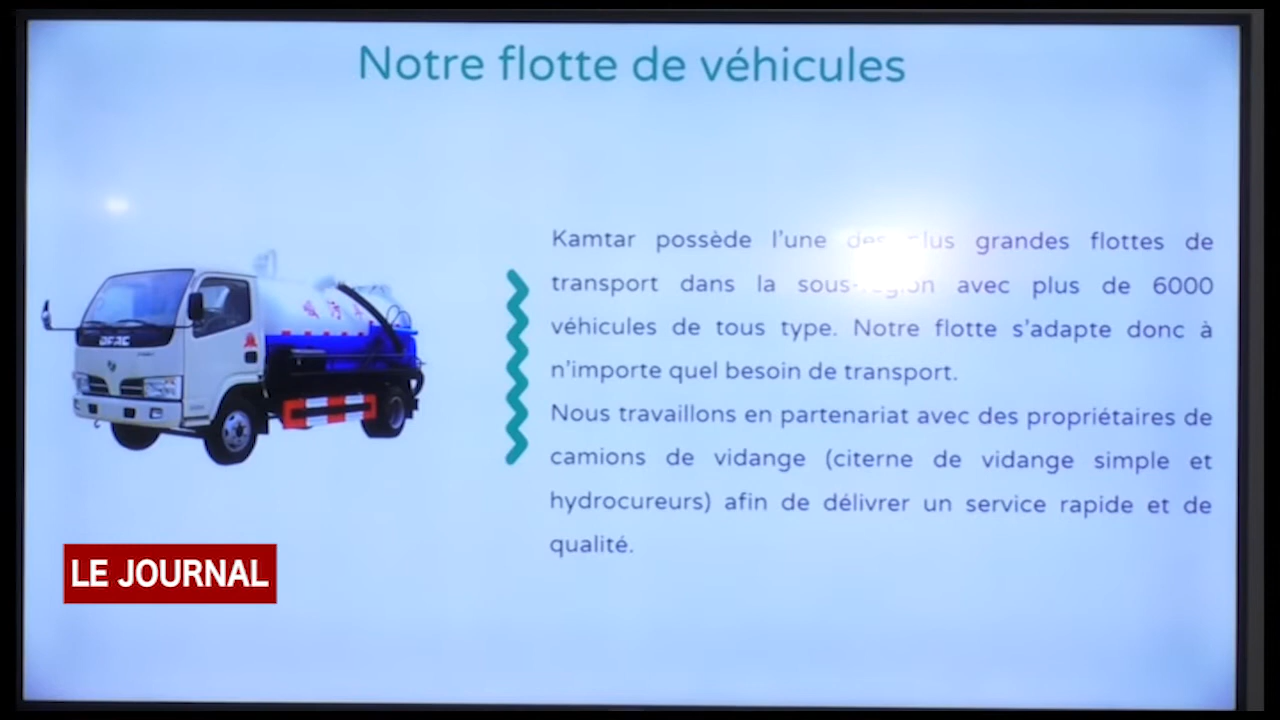 Notre flotte de véhicules
Kamtar possède l'une des plus grandes flottes de
transport dans la sous-région avec plus de 6000
véhicules de tous type. Notre flotte s'adapte donc à
n'importe quel besoin de transport.
Nous travaillons en partenariat avec des propriétaires de
camions de vidange (citerne de vidange simple et
hydrocureurs) afin de délivrer un service rapide et de
qualité.
DFAC
LE JOURNAL